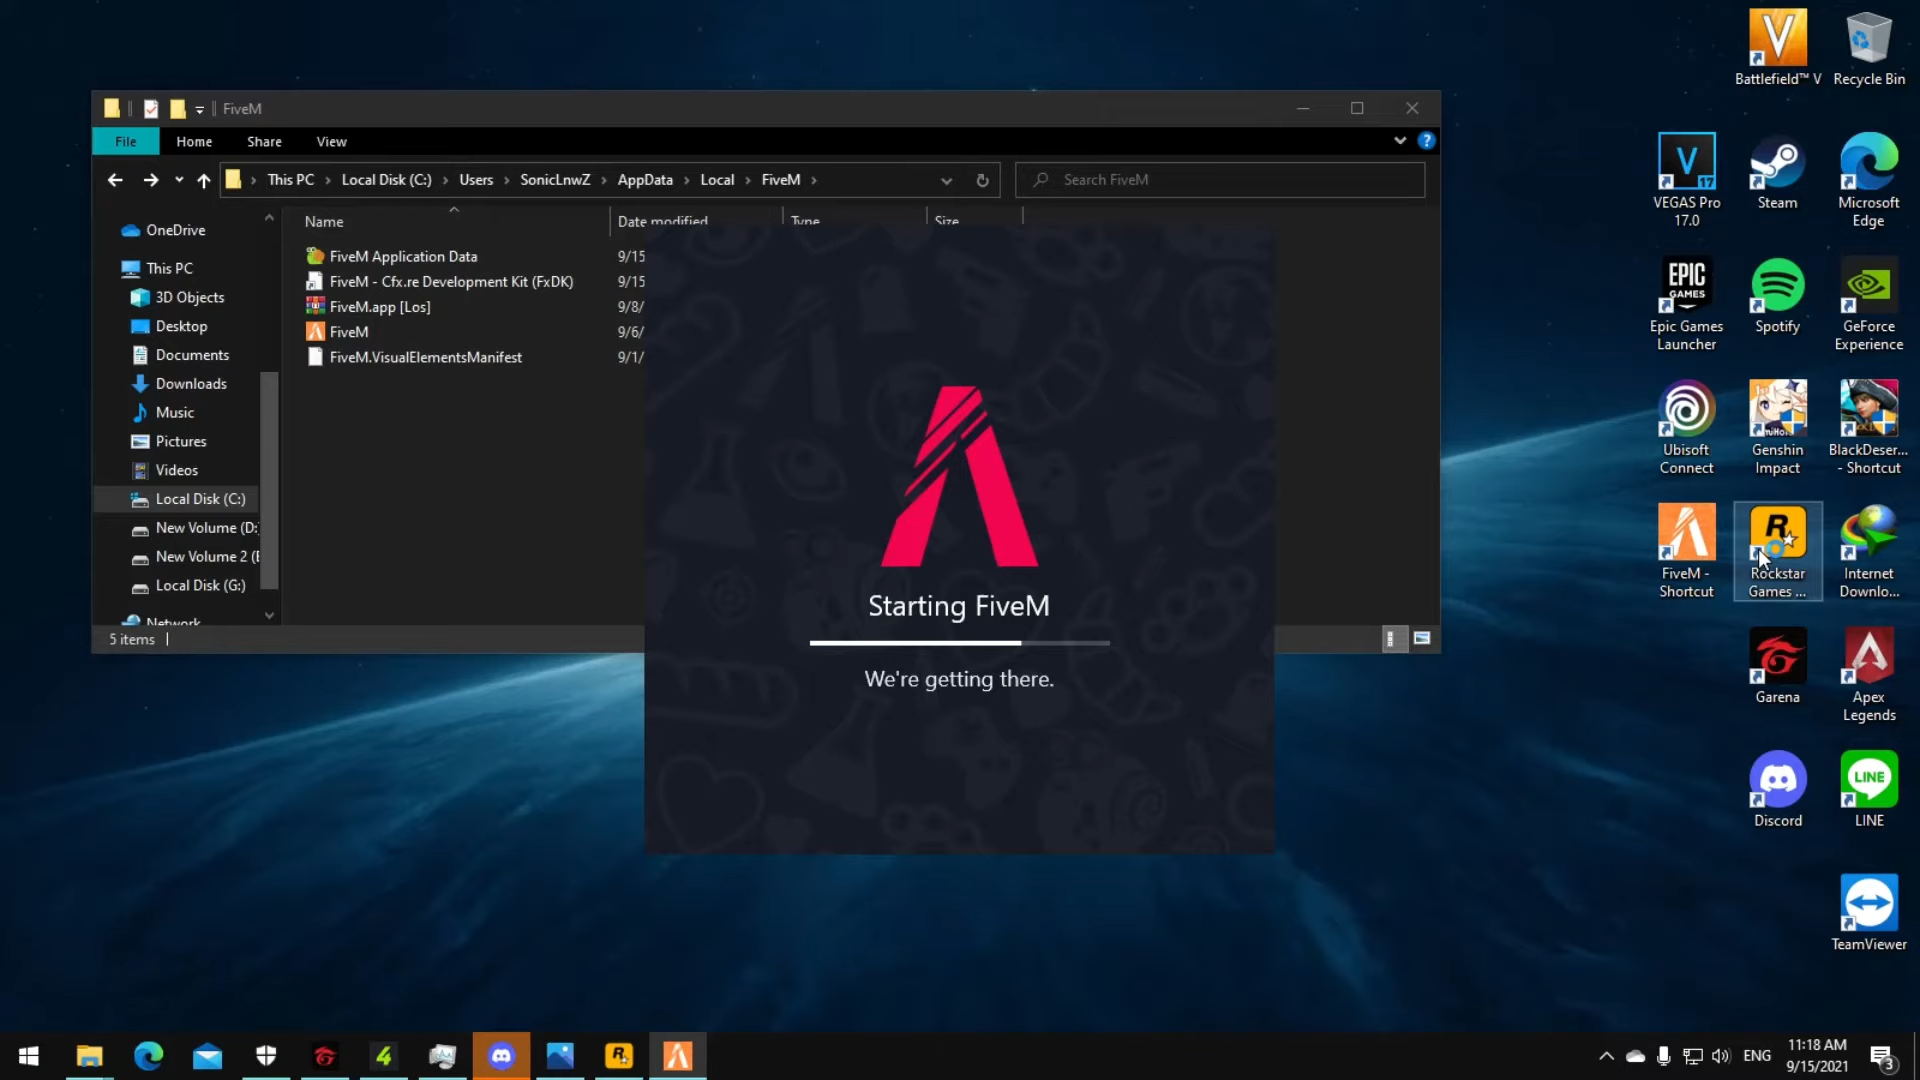 Battlefield™ V
Recycle Bin
FiveM
File
Home
Share
View
This PC
Local Disk (C:)
Users
SonicLnwZ
AppData
Local
FiveM
Search FiveM
Name
Date modified
Type
Size
OneDrive
This PC
3D Objects
Desktop
Documents
Downloads
Music
Pictures
Videos
Local Disk (C:)
New Volume (D:)
New Volume 2 (E
Local Disk (G:)
Network
FiveM Application Data
9/15
FiveM - Cfx.re Development Kit (FxDK)
9/15
FiveM.app [Los]
9/8/
FiveM
9/6/
FiveM.VisualElementsManifest
9/1/
5 items
Starting FiveM
We're getting there.
V
17
VEGAS Pro
17.0
Steam
Microsoft
Edge
EPIC
GAMES
Epic Games
Launcher
Spotify
GeForce
Experience
Ubisoft
Connect
Genshin
Impact
BlackDeser...
- Shortcut
FiveM -
Shortcut
Rockstar
Games ...
Internet
Downlo...
Garena
Apex
Legends
Discord
LINE
LINE
TeamViewer
ENG
11:18 AM
9/15/2021
3